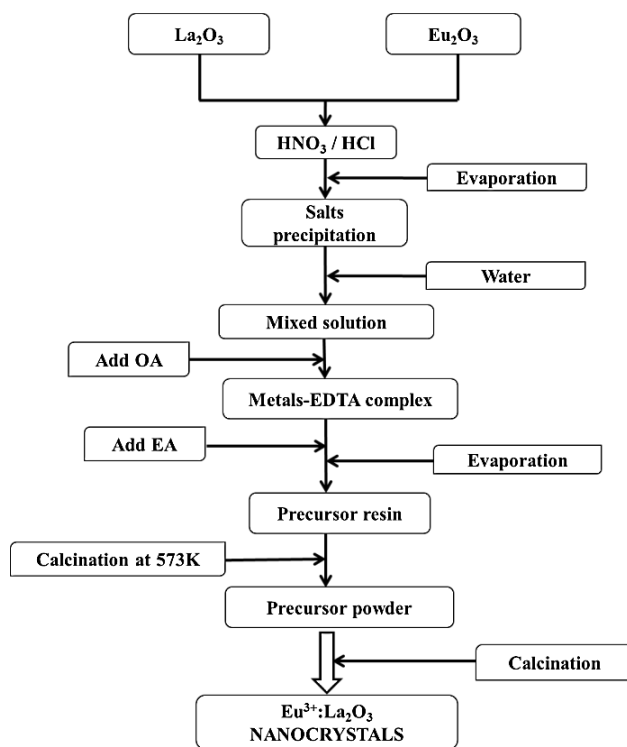 La₂O₃
Eu₂O₃
HNO₃ / HCl
Evaporation
Salts
precipitation
Water
Mixed solution
Add OA
Metals-EDTA complex
Add EA
Evaporation
Precursor resin
Calcination at 573K
Precursor powder
Calcination
Eu³⁺:La₂O₃
NANOCRYSTALS